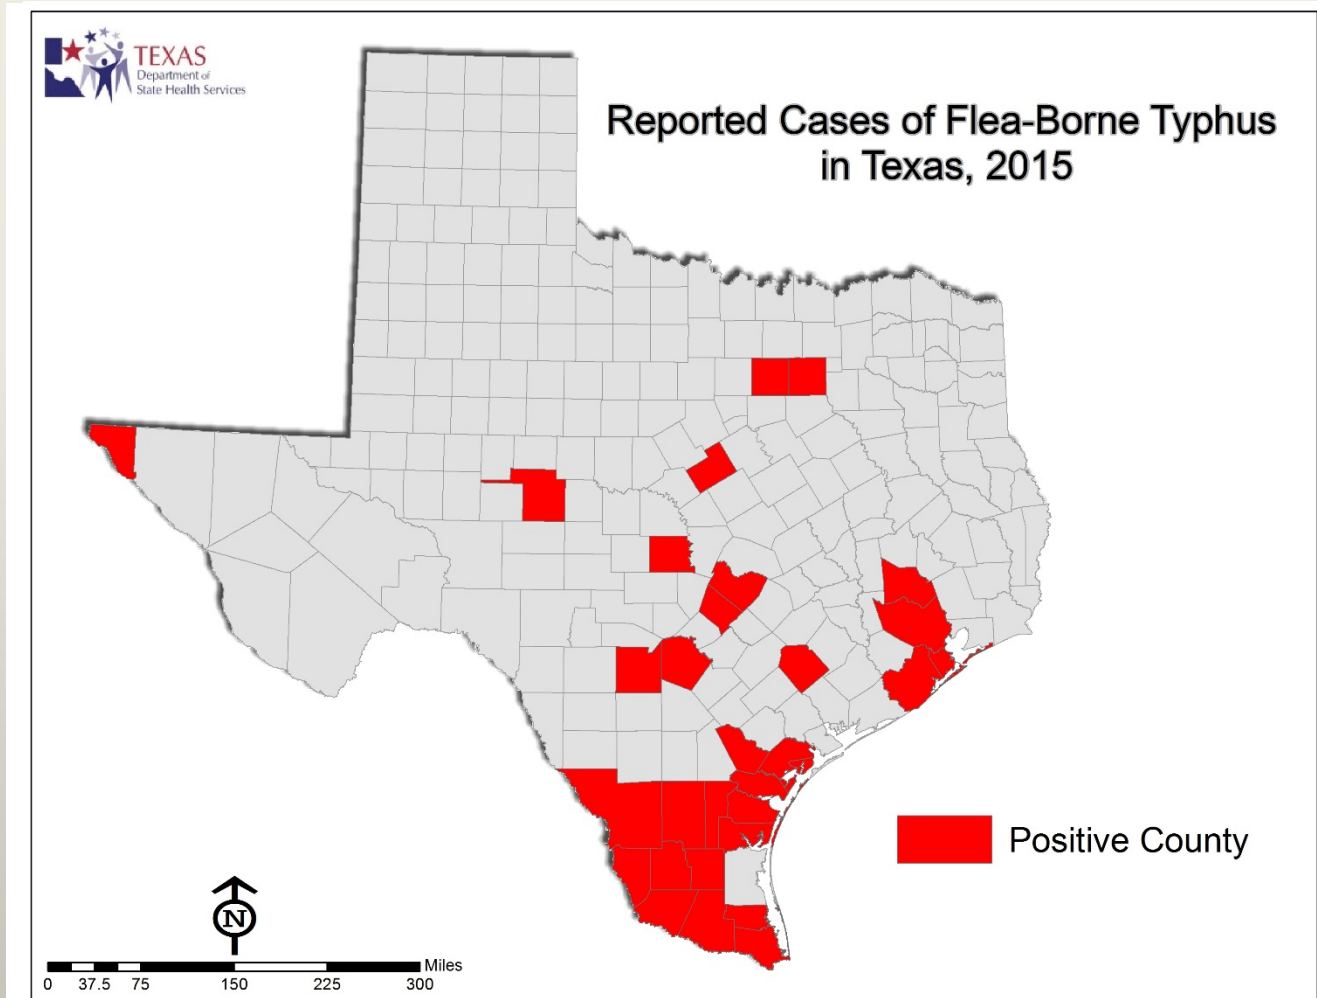 TEXAS
Department of
State Health Services
Reported Cases of Flea-Borne Typhus
in Texas, 2015
Positive County
N
Miles
0 37.5 75 150 225 300